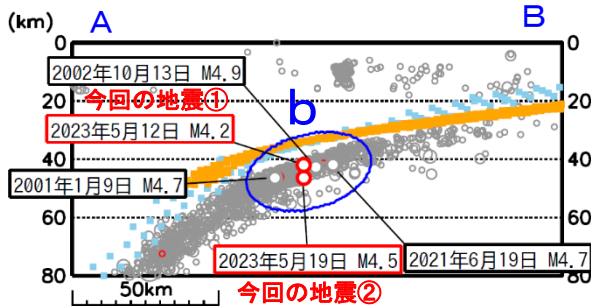 A
B
(km)
0
0
2002年10月13日 M4.9
20
20
今回の地震①
b
2023年5月12日 M4.2
40
40
2001年1月9日 M4.7
60
60
2023年5月19日 M4.5
2021年6月19日 M4.7
80
80
50km
今回の地震②